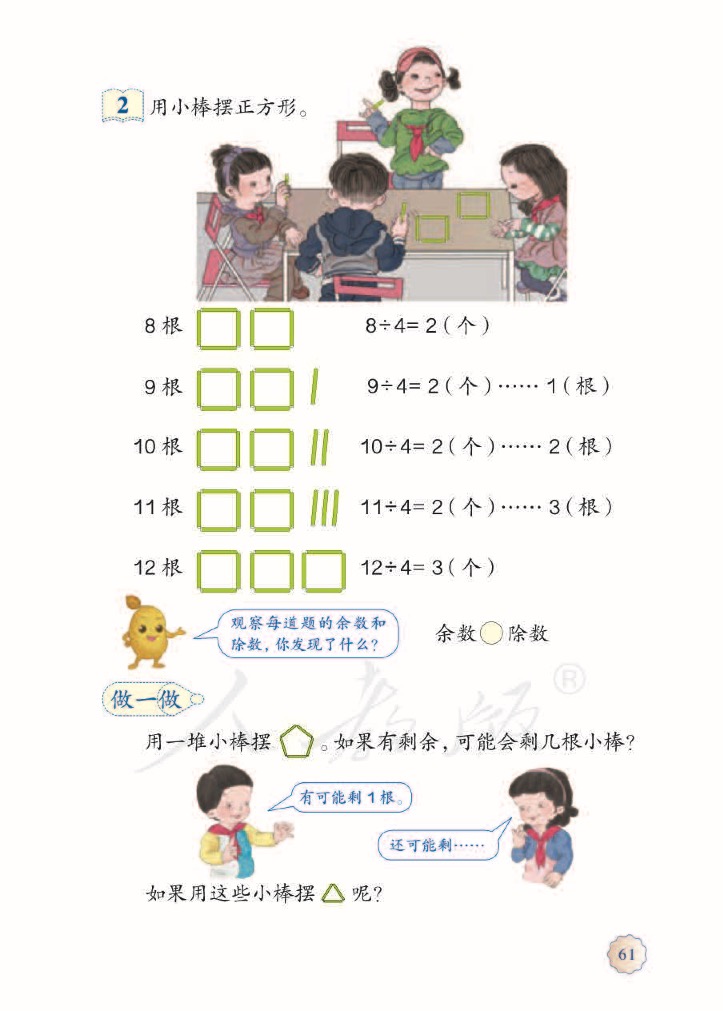 2 用小棒摆正方形。
8 根 8÷4= 2（个）
9 根 9÷4= 2（个）…… 1（根）
10 根 10÷4= 2（个）…… 2（根）
11 根 11÷4= 2（个）…… 3（根）
12 根 12÷4= 3（个）
观察每道题的余数和
除数，你发现了什么？
余数○除数
做一做
用一堆小棒摆 。如果有剩余，可能会剩几根小棒？
有可能剩 1 根。
还可能剩……
如果用这些小棒摆 呢？
61
人教版®